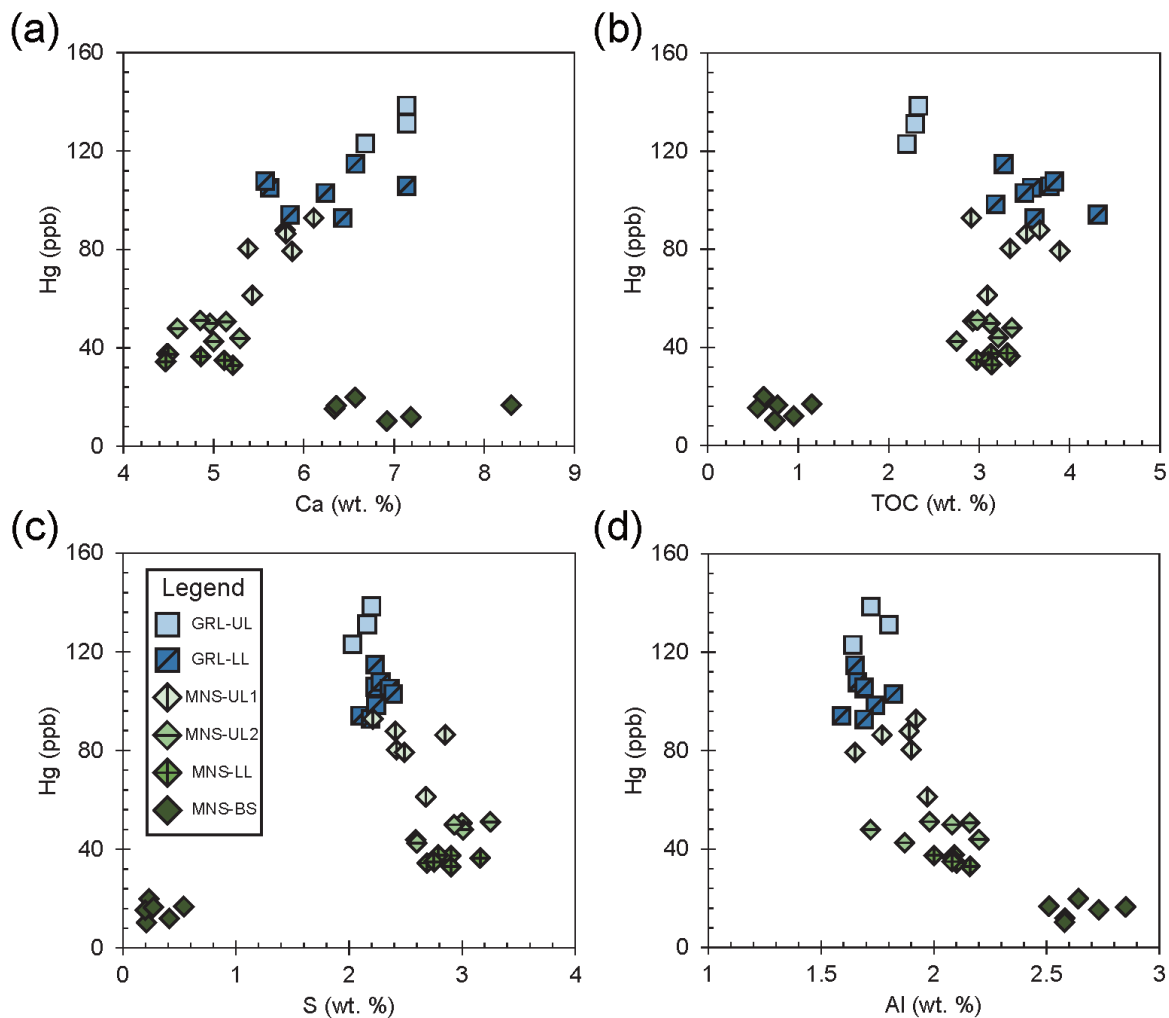 (a)
160
120
80
40
0
Hg (ppb)
4 5 6 7 8 9
Ca (wt. %)
(b)
160
120
80
40
0
Hg (ppb)
0 1 2 3 4 5
TOC (wt. %)
(c)
160
120
80
40
0
Hg (ppb)
Legend
GRL-UL
GRL-LL
MNS-UL1
MNS-UL2
MNS-LL
MNS-BS
0 1 2 3 4
S (wt. %)
(d)
160
120
80
40
0
Hg (ppb)
1 1.5 2 2.5 3
Al (wt. %)